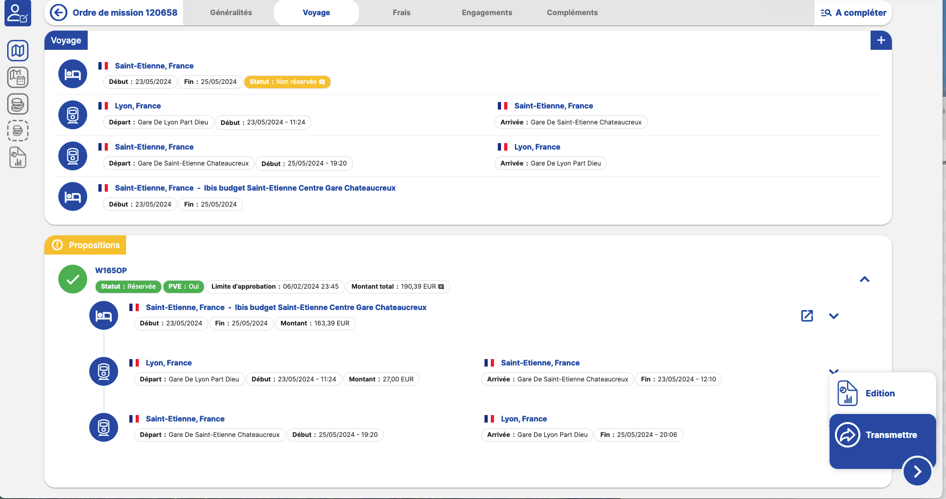 Ordre de mission 120658 Généralités Voyage Frais Engagements Compléments A compléter
Voyage +
Saint-Etienne, France
Début : 23/05/2024 Fin : 25/05/2024 Statut : Non réservée
Lyon, France Saint-Etienne, France
Départ : Gare De Lyon Part Dieu Début : 23/05/2024 - 11:24 Arrivée : Gare De Saint-Etienne Chateaucreux
Saint-Etienne, France Lyon, France
Départ : Gare De Saint-Etienne Chateaucreux Début : 25/05/2024 - 19:20 Arrivée : Gare De Lyon Part Dieu
Saint-Etienne, France - Ibis budget Saint-Etienne Centre Gare Chateaucreux
Début : 23/05/2024 Fin : 25/05/2024
Propositions
W165OP
Statut : Réservée PVE : Oui Limite d'approbation : 06/02/2024 23:45 Montant total : 190,39 EUR
Saint-Etienne, France - Ibis budget Saint-Etienne Centre Gare Chateaucreux
Début : 23/05/2024 Fin : 25/05/2024 Montant : 163,39 EUR
Lyon, France Saint-Etienne, France
Départ : Gare De Lyon Part Dieu Début : 23/05/2024 - 11:24 Montant : 27,00 EUR Arrivée : Gare De Saint-Etienne Chateaucreux Fin : 23/05/2024 - 12:10
Edition
Saint-Etienne, France Lyon, France
Départ : Gare De Saint-Etienne Chateaucreux Début : 25/05/2024 - 19:20 Arrivée : Gare De Lyon Part Dieu Fin : 25/05/2024 - 20:06
Transmettre